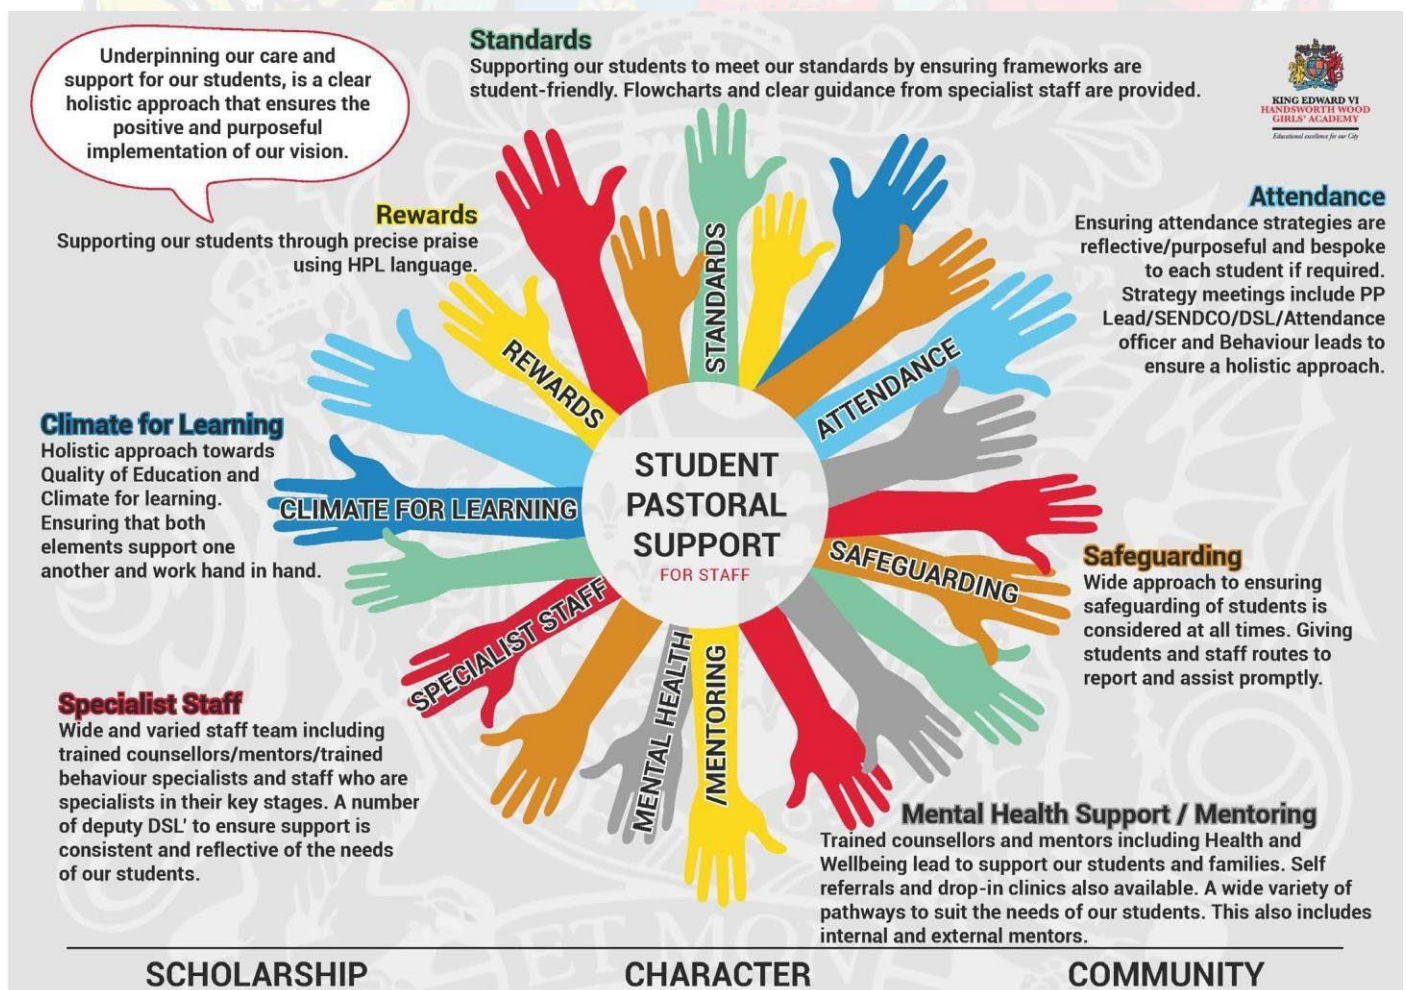 Underpinning our care and
support for our students, is a clear
holistic approach that ensures the
positive and purposeful
implementation of our vision.
Standards
Supporting our students to meet our standards by ensuring frameworks are
student-friendly. Flowcharts and clear guidance from specialist staff are provided.
KING EDWARD VI
HANDSWORTH WOOD
GIRLS' ACADEMY
Educational excellence for our City
Rewards
Supporting our students through precise praise
using HPL language.
Attendance
Ensuring attendance strategies are
reflective/purposeful and bespoke
to each student if required.
Strategy meetings include PP
Lead/SENDCO/DSL/Attendance
officer and Behaviour leads to
ensure a holistic approach.
Climate for Learning
Holistic approach towards
Quality of Education and
Climate for learning.
Ensuring that both
elements support one
another and work hand in hand.
REWARDS
STANDARDS
ATTENDANCE
CLIMATE FOR LEARNING
STUDENT
PASTORAL
SUPPORT
FOR STAFF
SAFEGUARDING
SPECIALIST STAFF
MENTAL HEALTH
/MENTORING
Safeguarding
Wide approach to ensuring
safeguarding of students is
considered at all times. Giving
students and staff routes to
report and assist promptly.
Specialist Staff
Wide and varied staff team including
trained counsellors/mentors/trained
behaviour specialists and staff who are
specialists in their key stages. A number
of deputy DSL' to ensure support is
consistent and reflective of the needs
of our students.
Mental Health Support / Mentoring
Trained counsellors and mentors including Health and
Wellbeing lead to support our students and families. Self
referrals and drop-in clinics also available. A wide variety of
pathways to suit the needs of our students. This also includes
internal and external mentors.
ET MON
SCHOLARSHIP
CHARACTER
COMMUNITY